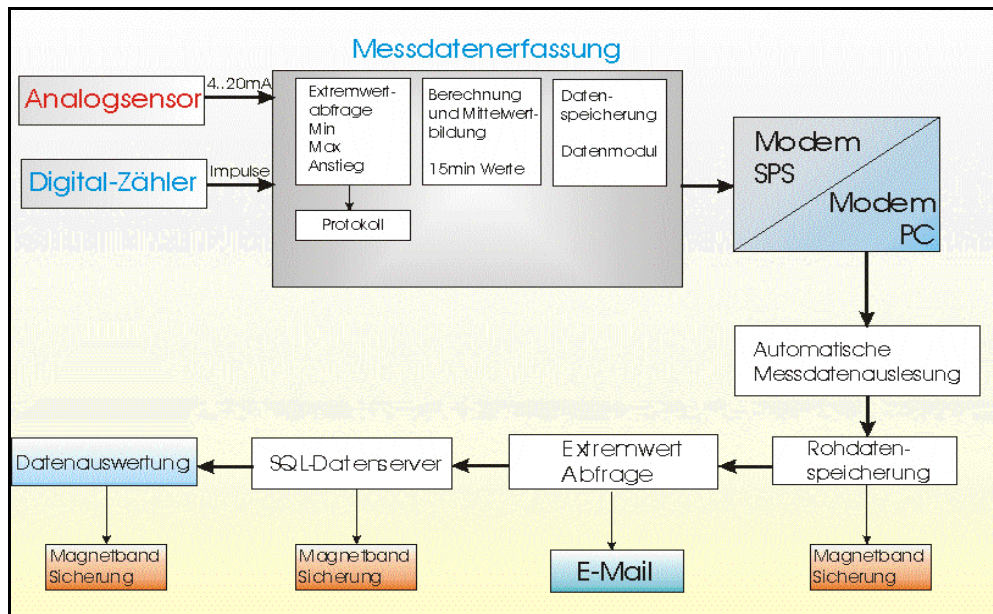 Messdatenerfassung
Analogsensor
4..20mA
Digital-Zähler
Impulse
Extremwert-
abfrage
Min
Max
Anstieg
Protokoll
Berechnung
und Mittelwert-
bildung
15min Werte
Daten-
speicherung
Datenmodul
Modem
SPS
Modem
PC
Automatische
Messdatenauslesung
Rohdaten-
speicherung
Extremwert
Abfrage
SQL-Datenserver
Datenauswertung
Magnetband
Sicherung
Magnetband
Sicherung
E-Mail
Magnetband
Sicherung